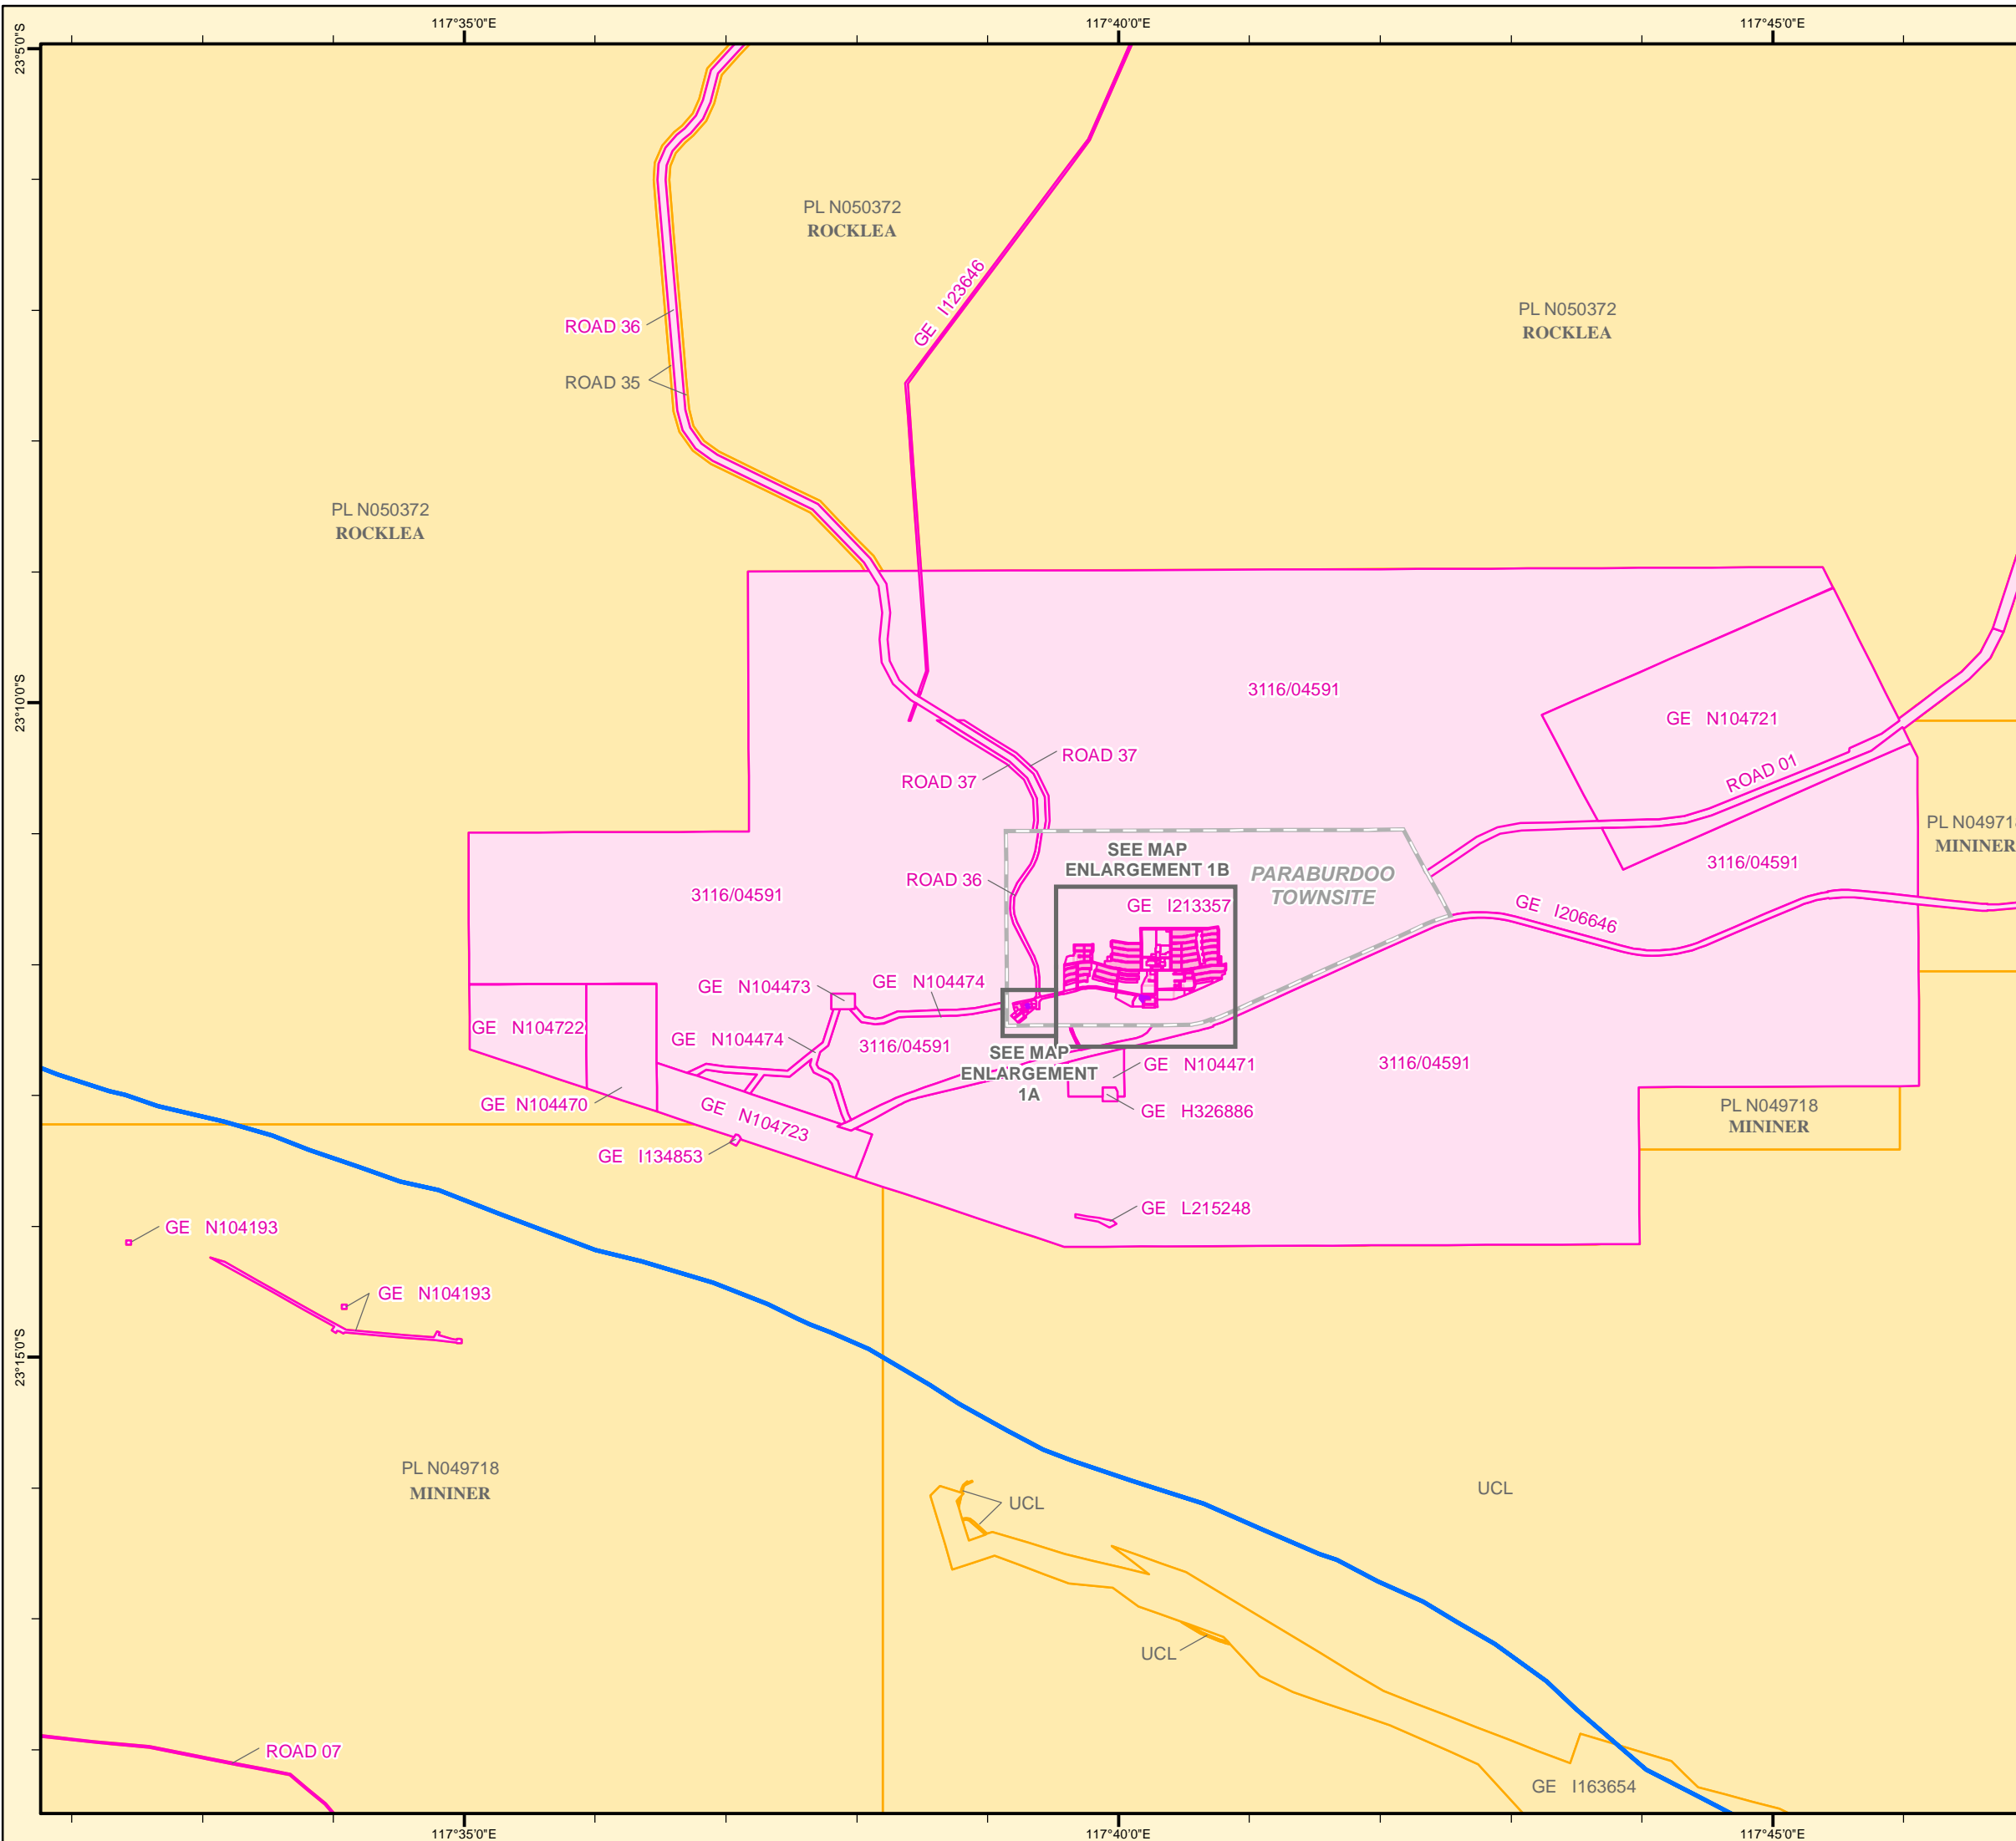 117°35'0"E
117°40'0"E
117°45'0"E
23°5'0"S
PL N050372
ROCKLEA
GE I123646
PL N050372
ROCKLEA
ROAD 36
ROAD 35
PL N050372
ROCKLEA
23°10'0"S
3116/04591
GE N104721
ROAD 37
ROAD 37
ROAD 01
PL N04971
MININER
SEE MAP
ENLARGEMENT 1B
PARABURDOO
TOWNSITE
3116/04591
ROAD 36
3116/04591
GE I213357
GE I206646
GE N104473
GE N104474
GE N104722
GE N104474
3116/04591
SEE MAP
ENLARGEMENT
1A
GE N104471
3116/04591
GE N104470
GE N104723
GE H326886
PL N049718
MININER
GE I134853
GE L215248
GE N104193
GE N104193
23°15'0"S
PL N049718
MININER
UCL
UCL
UCL
ROAD 07
GE I163654
117°35'0"E
117°40'0"E
117°45'0"E